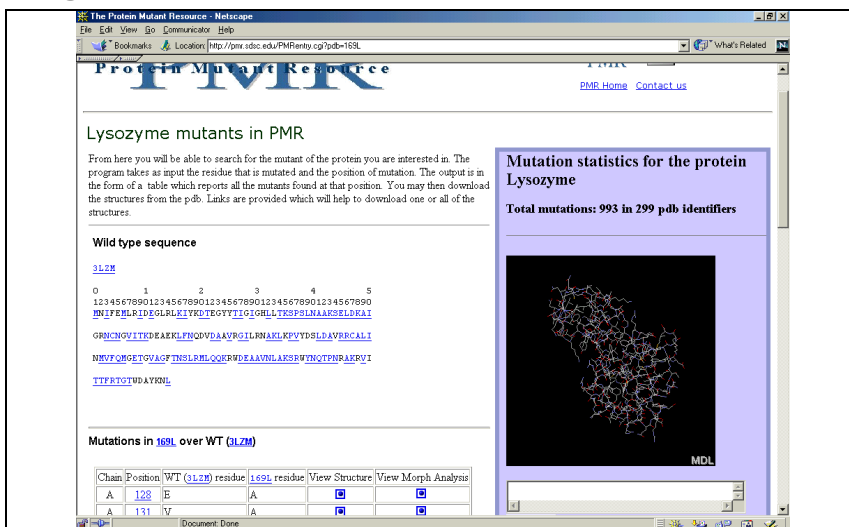 The Protein Mutant Resource - Netscape
File Edit View Go Communicator Help
Bookmarks Location: http://pmr.sdsc.edu/PMRentry.cgi?pdb=169L What's Related
Protein Mutant Resource
PMR
PMR Home Contact us
Lysozyme mutants in PMR
From here you will be able to search for the mutant of the protein you are interested in. The
program takes as input the residue that is mutated and the position of mutation. The output is in
the form of a table which reports all the mutants found at that position. You may then download
the structures from the pdb. Links are provided which will help to download one or all of the
structures.
Wild type sequence
3LZM
0 1 2 3 4 5
12345678901234567890123456789012345678901234567890
MNIFEMLRIDEGLRLKIYKDTEGYYTIGIGHLLTKSPSLNAAKSELDKAI
GRNCNGVITKDEAEKLFNQDVDAAVRGILRNAKLKPVYDSLDAVRRCALI
NMVFQMGETGVAGFTNSLRMLQQKRWDEAAVNLAKSRWYNQTPNRAKRVI
TTFRTGTWDAYKNL
Mutations in 169L over WT (3LZM)
Chain Position WT (3LZM) residue 169L residue View Structure View Morph Analysis
A 128 E A
A 131 V A
Mutation statistics for the protein
Lysozyme
Total mutations: 993 in 299 pdb identifiers
MDL
Document: Done